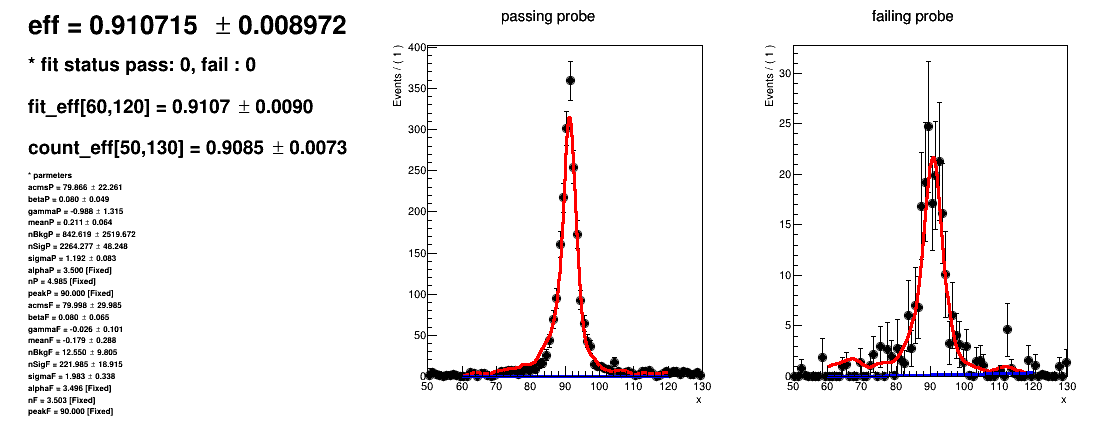 eff = 0.910715 ± 0.008972
* fit status pass: 0, fail : 0
fit_eff[60,120] = 0.9107 ± 0.0090
count_eff[50,130] = 0.9085 ± 0.0073
* parmeters
acmsP = 79.866 ± 22.261
betaP = 0.080 ± 0.049
gammaP = -0.988 ± 1.315
meanP = 0.211 ± 0.064
nBkgP = 842.619 ± 2519.672
nSigP = 2264.277 ± 48.248
sigmaP = 1.192 ± 0.083
alphaP = 3.500 [Fixed]
nP = 4.985 [Fixed]
peakP = 90.000 [Fixed]
acmsF = 79.998 ± 29.985
betaF = 0.080 ± 0.065
gammaF = -0.026 ± 0.101
meanF = -0.179 ± 0.288
nBkgF = 12.550 ± 9.805
nSigF = 221.985 ± 16.915
sigmaF = 1.983 ± 0.338
alphaF = 3.496 [Fixed]
nF = 3.503 [Fixed]
peakF = 90.000 [Fixed]
passing probe
Events / ( 1 )
400
350
300
250
200
150
100
50
0
50 60 70 80 90 100 110 120 130
x
failing probe
Events / ( 1 )
30
25
20
15
10
5
0
50 60 70 80 90 100 110 120 130
x